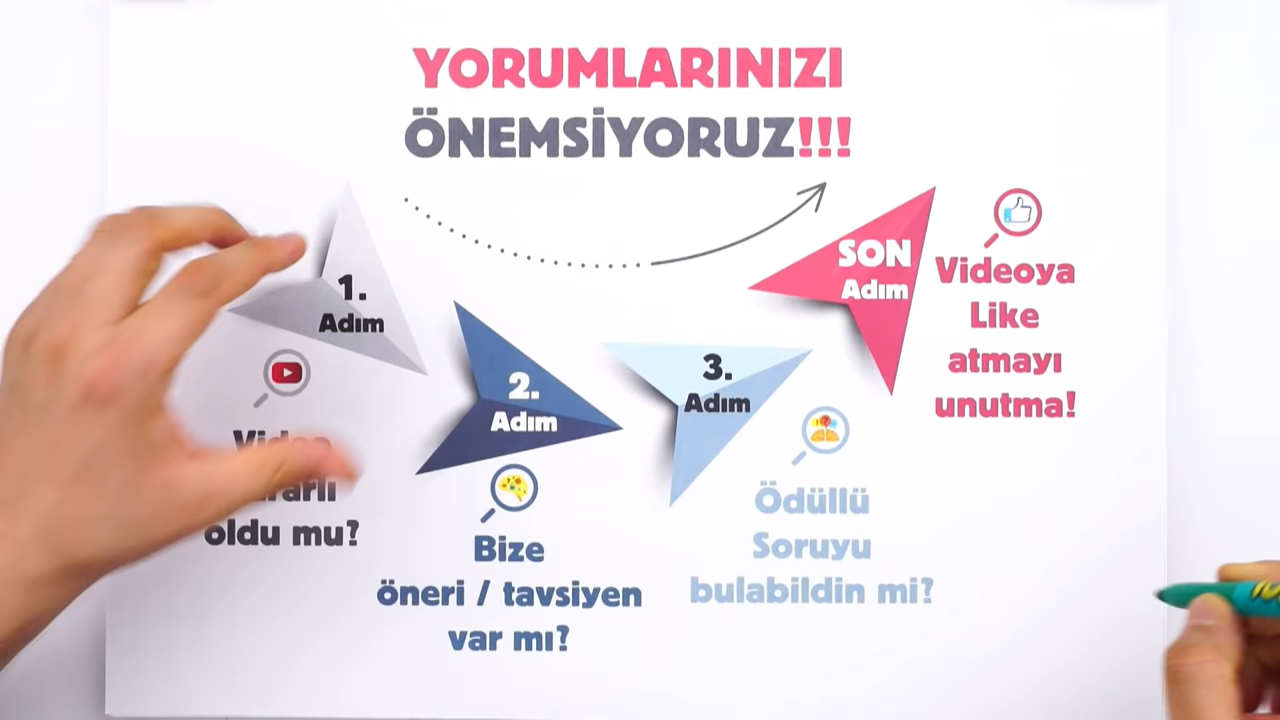 YORUMLARINIZI
ÖNEMSİYORUZ!!!
1.
Adım
Video
oldu mu?
2.
Adım
Bize
öneri / tavsiyen
var mı?
3.
Adım
Ödüllü
Soruyu
bulabildin mi?
SON
Adım
Videoya
Like
atmayı
unutma!